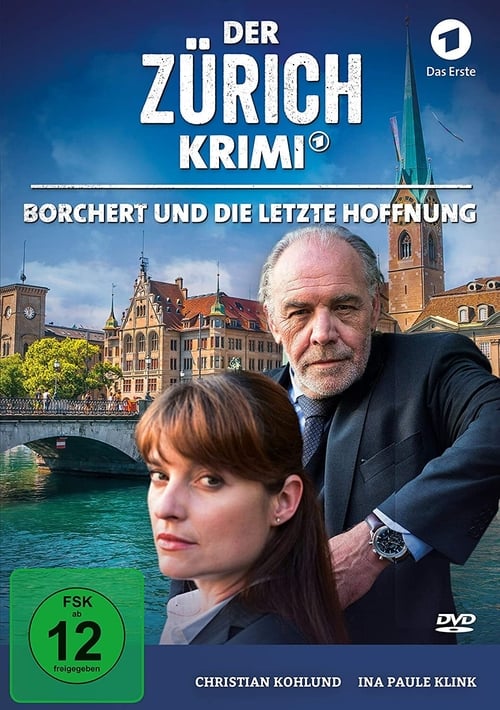 DER
ZÜRICH
KRIMI
Das Erste
BORCHERT UND DIE LETZTE HOFFNUNG
FSK
ab
12
freigegeben
DVD
CHRISTIAN KOHLUND INA PAULE KLINK